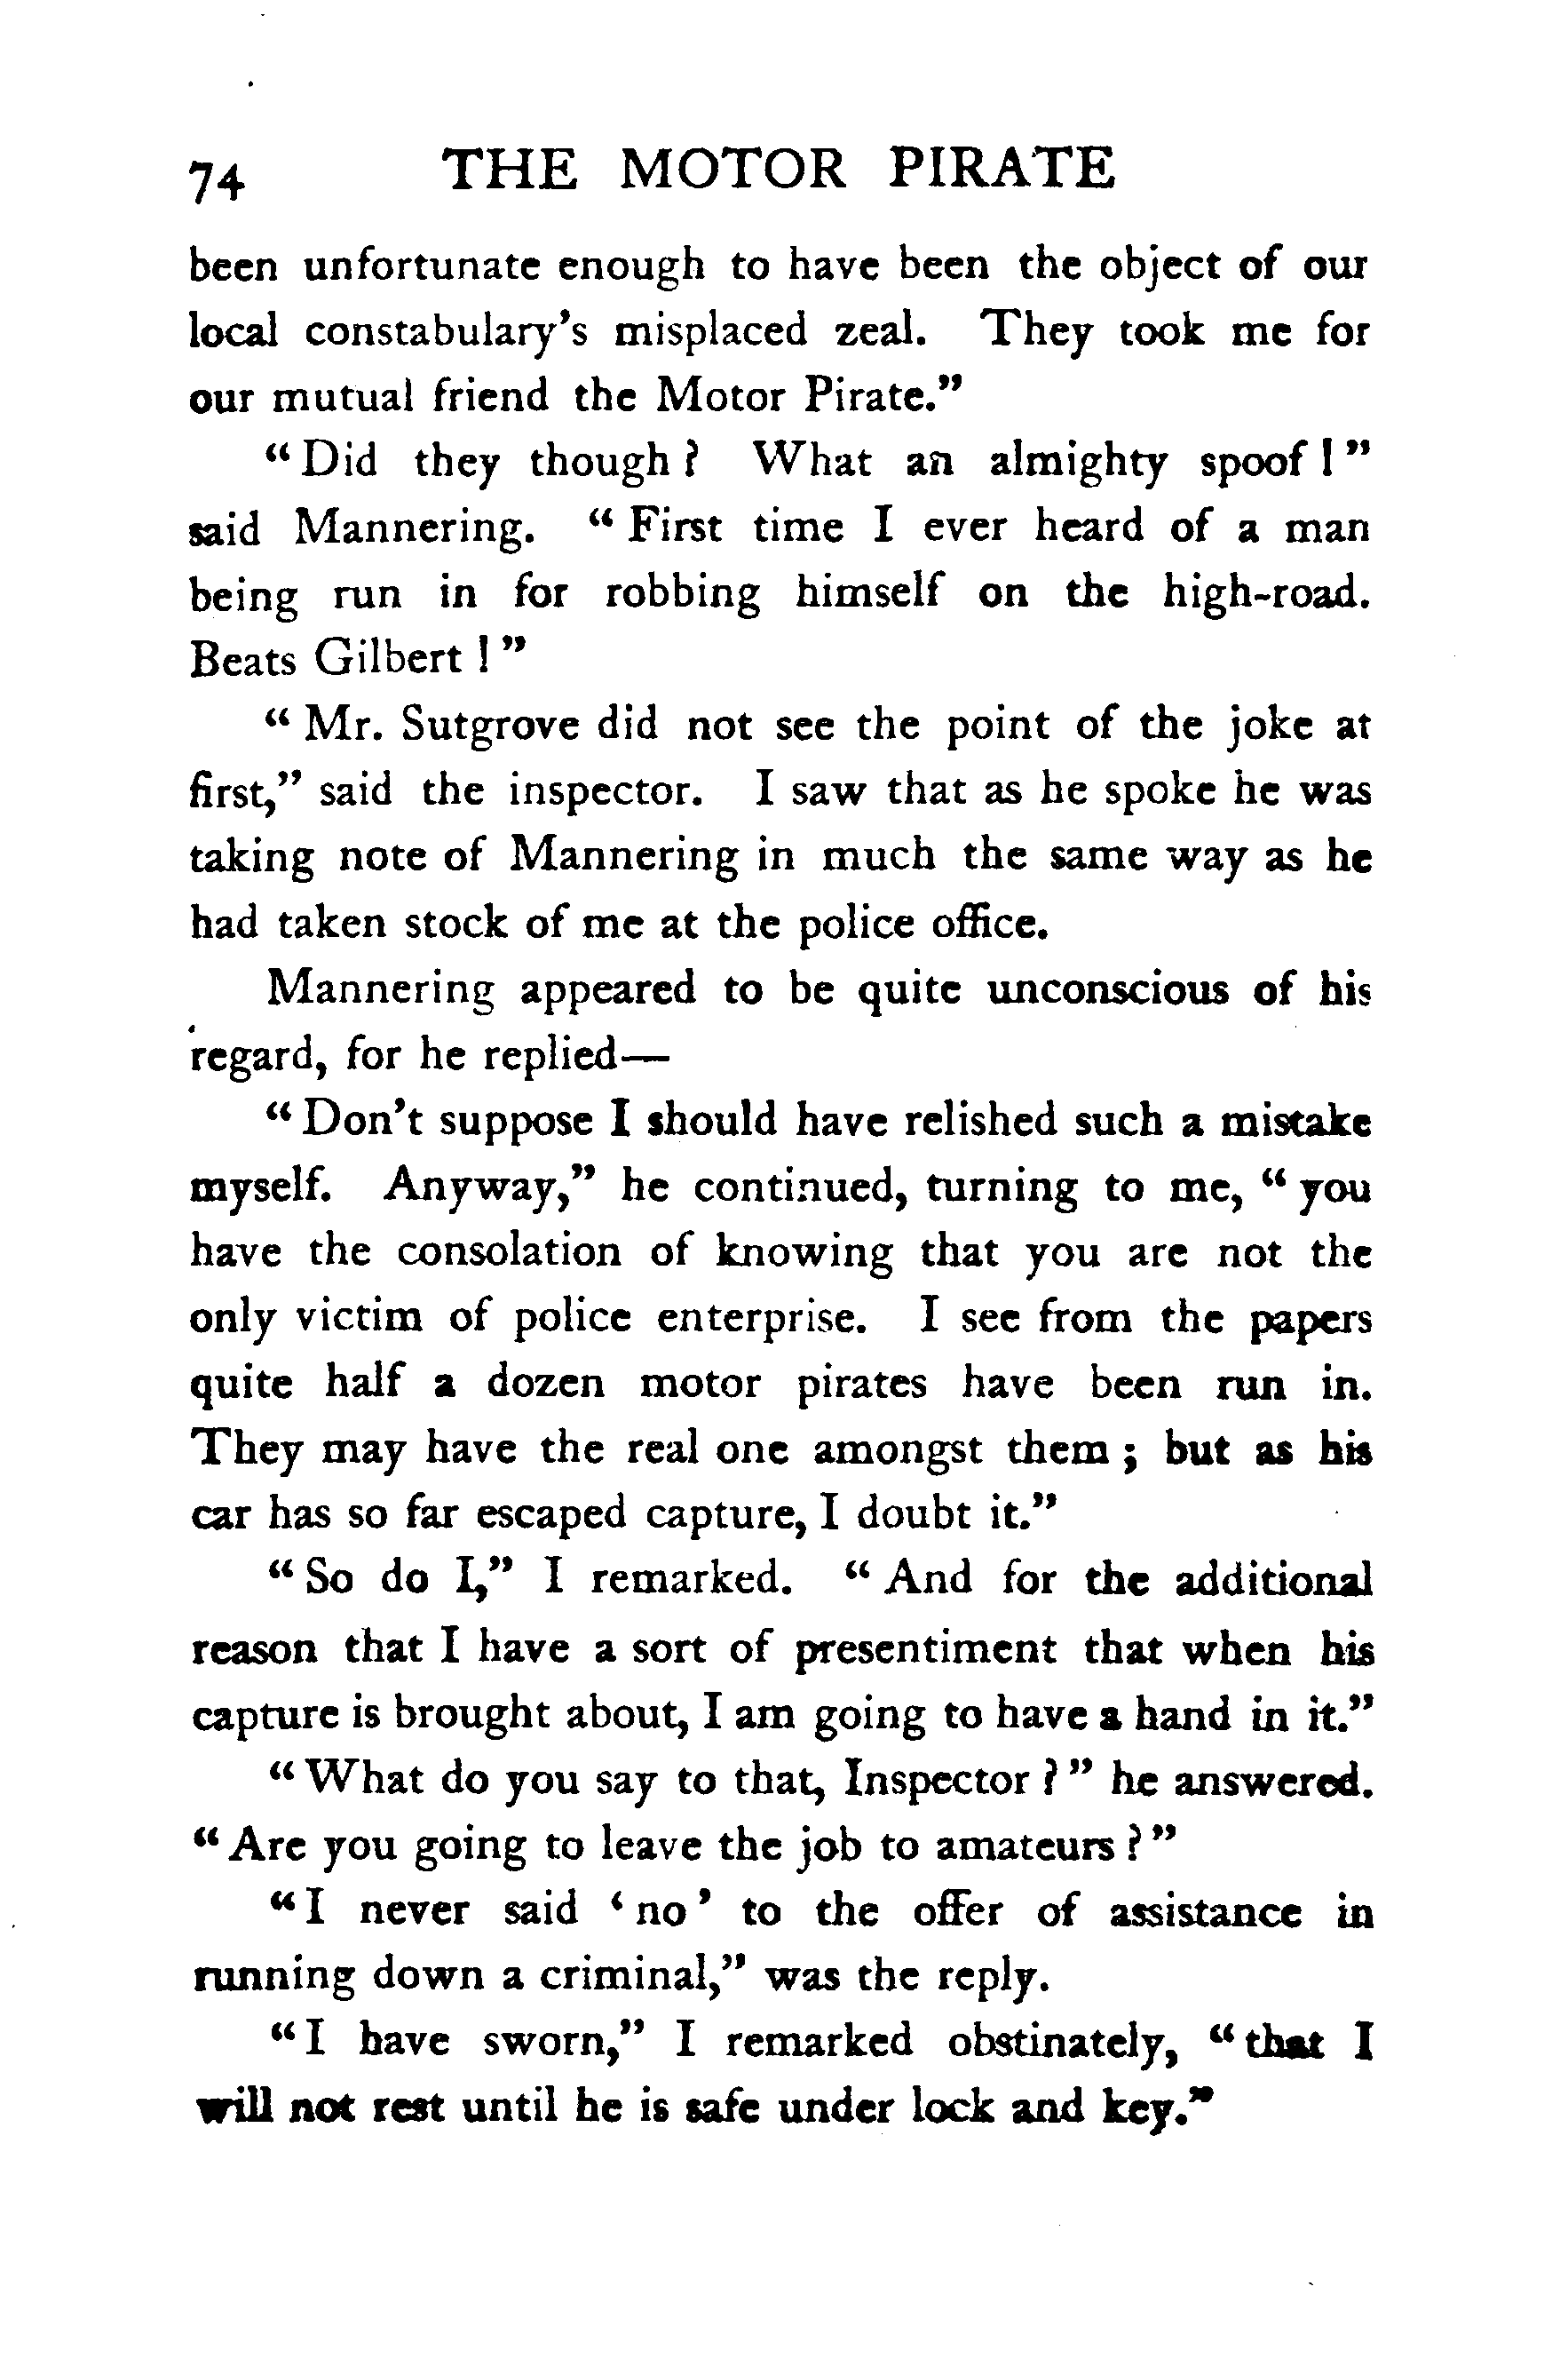 74 THE MOTOR PIRATE
been unfortunate enough to have been the object of our
local constabulary's misplaced zeal. They took me for
our mutual friend the Motor Pirate."
"Did they though? What an almighty spoof!"
said Mannering. "First time I ever heard of a man
being run in for robbing himself on the high-road.
Beats Gilbert!"
"Mr. Sutgrove did not see the point of the joke at
first," said the inspector. I saw that as he spoke he was
taking note of Mannering in much the same way as he
had taken stock of me at the police office.
Mannering appeared to be quite unconscious of his
regard, for he replied—
"Don't suppose I should have relished such a mistake
myself. Anyway," he continued, turning to me, "you
have the consolation of knowing that you are not the
only victim of police enterprise. I see from the papers
quite half a dozen motor pirates have been run in.
They may have the real one amongst them; but as his
car has so far escaped capture, I doubt it."
"So do I," I remarked. "And for the additional
reason that I have a sort of presentiment that when his
capture is brought about, I am going to have a hand in it."
"What do you say to that, Inspector?" he answered.
"Are you going to leave the job to amateurs?"
"I never said 'no' to the offer of assistance in
running down a criminal," was the reply.
"I have sworn," I remarked obstinately, "that I
will not rest until he is safe under lock and key."